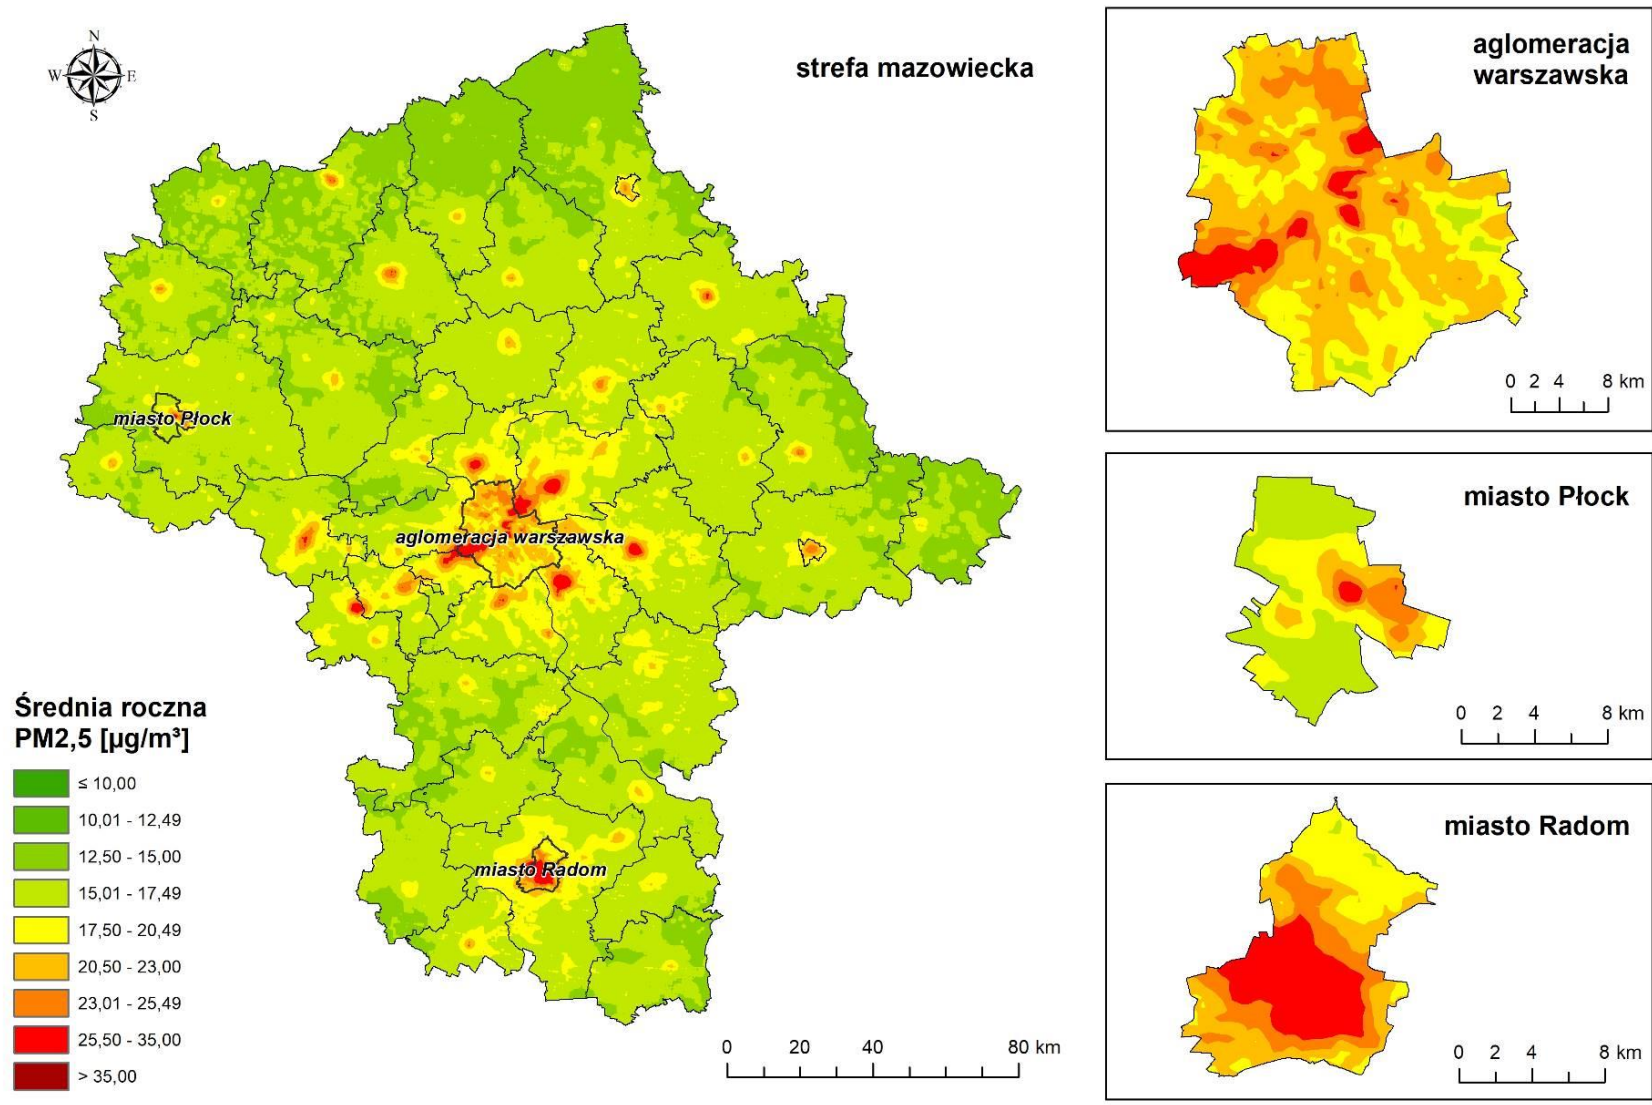 N
W E
S
strefa mazowiecka
miasto Płock
aglomeracja warszawska
miasto Radom
Średnia roczna
PM2,5 [µg/m³]
≤ 10,00
10,01 - 12,49
12,50 - 15,00
15,01 - 17,49
17,50 - 20,49
20,50 - 23,00
23,01 - 25,49
25,50 - 35,00
> 35,00
0 20 40 80 km
aglomeracja
warszawska
0 2 4 8 km
miasto Płock
0 2 4 8 km
miasto Radom
0 2 4 8 km